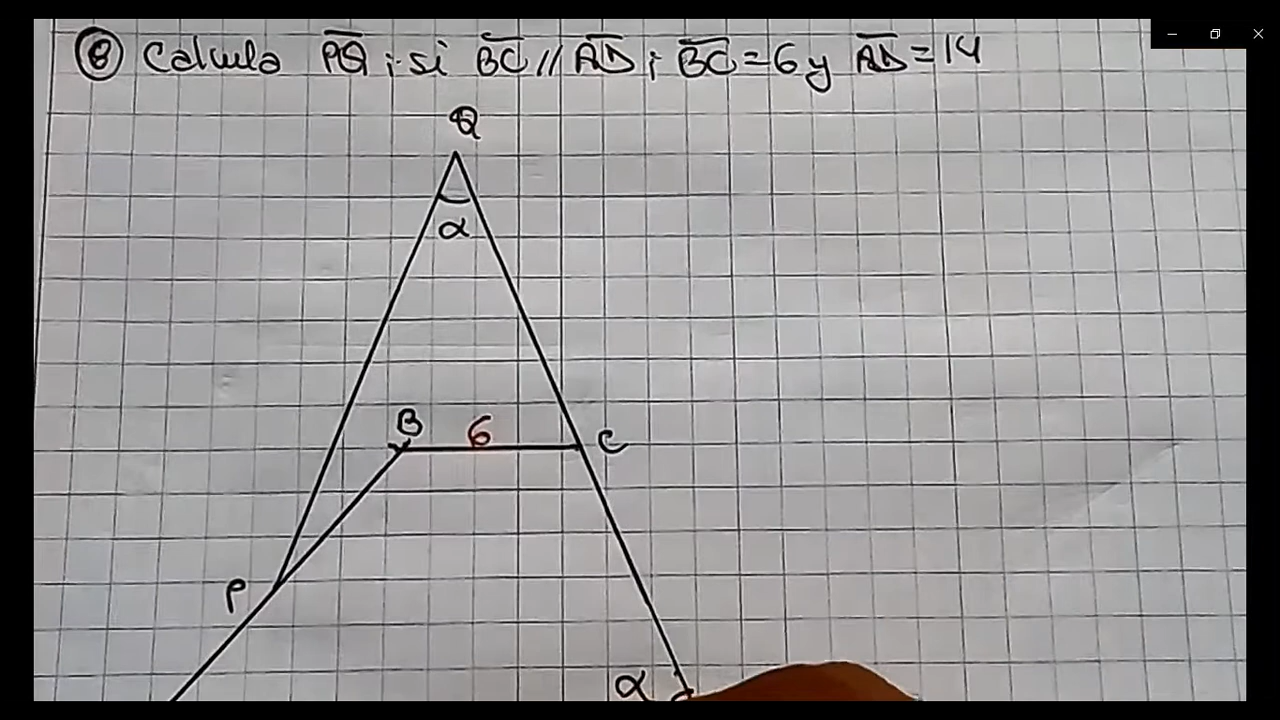 ⑧ Calcula PQ ; si BC // AD ; BC = 6 y AD = 14
Q
α
B 6 C
P
α